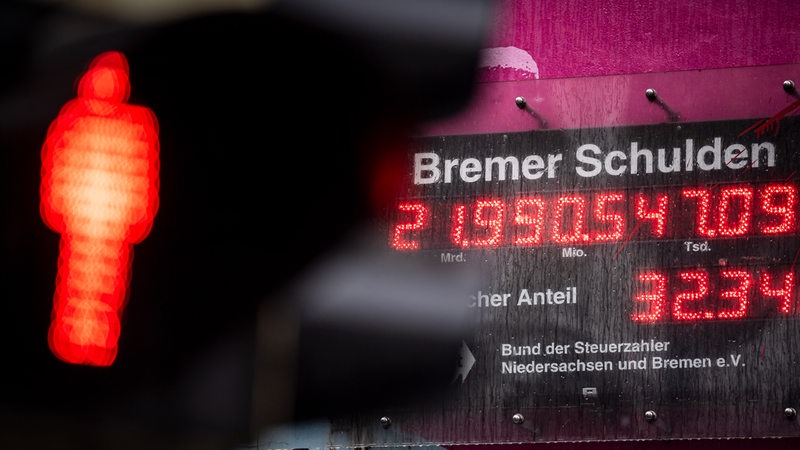 Bremer Schulden
21.990.547.09
Mrd. Mio. Tsd.
Anteil
32.34
Bund der Steuerzahler
Niedersachsen und Bremen e.V.